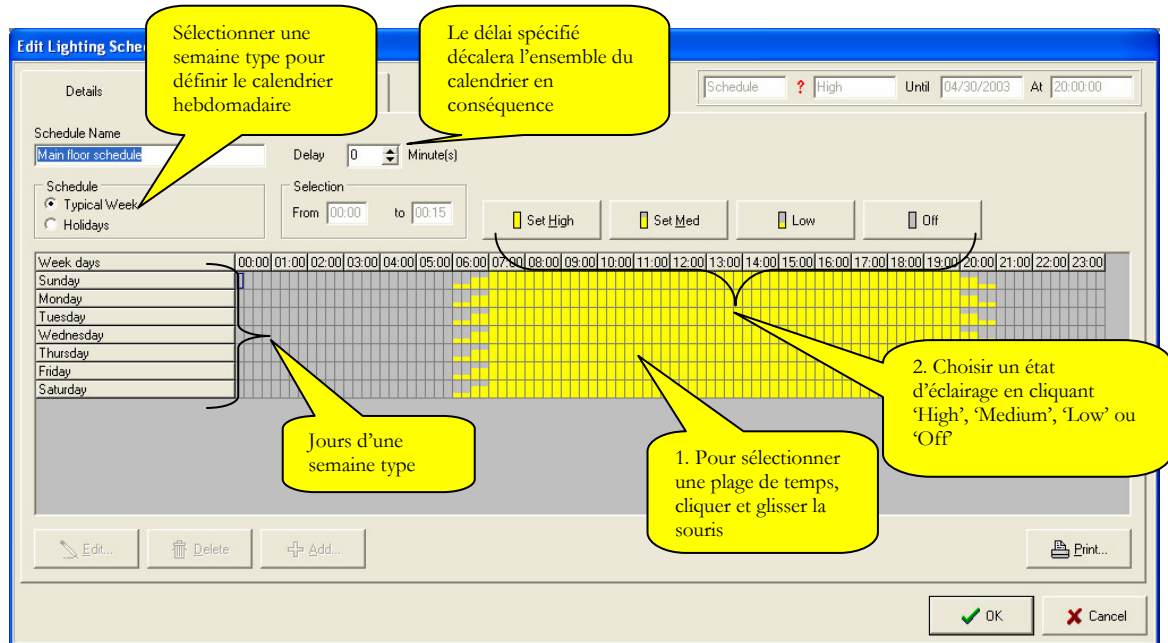 Edit Lighting Sche
Sélectionner une
semaine type pour
définir le calendrier
hebdomadaire
Le délai spécifié
décalera l’ensemble du
calendrier en
conséquence
Details
Schedule ? High Until 04/30/2003 At 20:00:00
Schedule Name
Main floor schedule
Delay 0 Minute(s)
Schedule
Typical Week
Holidays
Selection
From 00:00 to 00:15
Set High Set Med Low Off
Week days 00:00 01:00 02:00 03:00 04:00 05:00 06:00 07:00 08:00 09:00 10:00 11:00 12:00 13:00 14:00 15:00 16:00 17:00 18:00 19:00 20:00 21:00 22:00 23:00
Sunday
Monday
Tuesday
Wednesday
Thursday
Friday
Saturday
Jours d’une
semaine type
1. Pour sélectionner
une plage de temps,
cliquer et glisser la
souris
2. Choisir un état
d’éclairage en cliquant
‘High’, ‘Medium’, ‘Low’ ou
‘Off’
Edit... Delete Add... Print...
OK Cancel